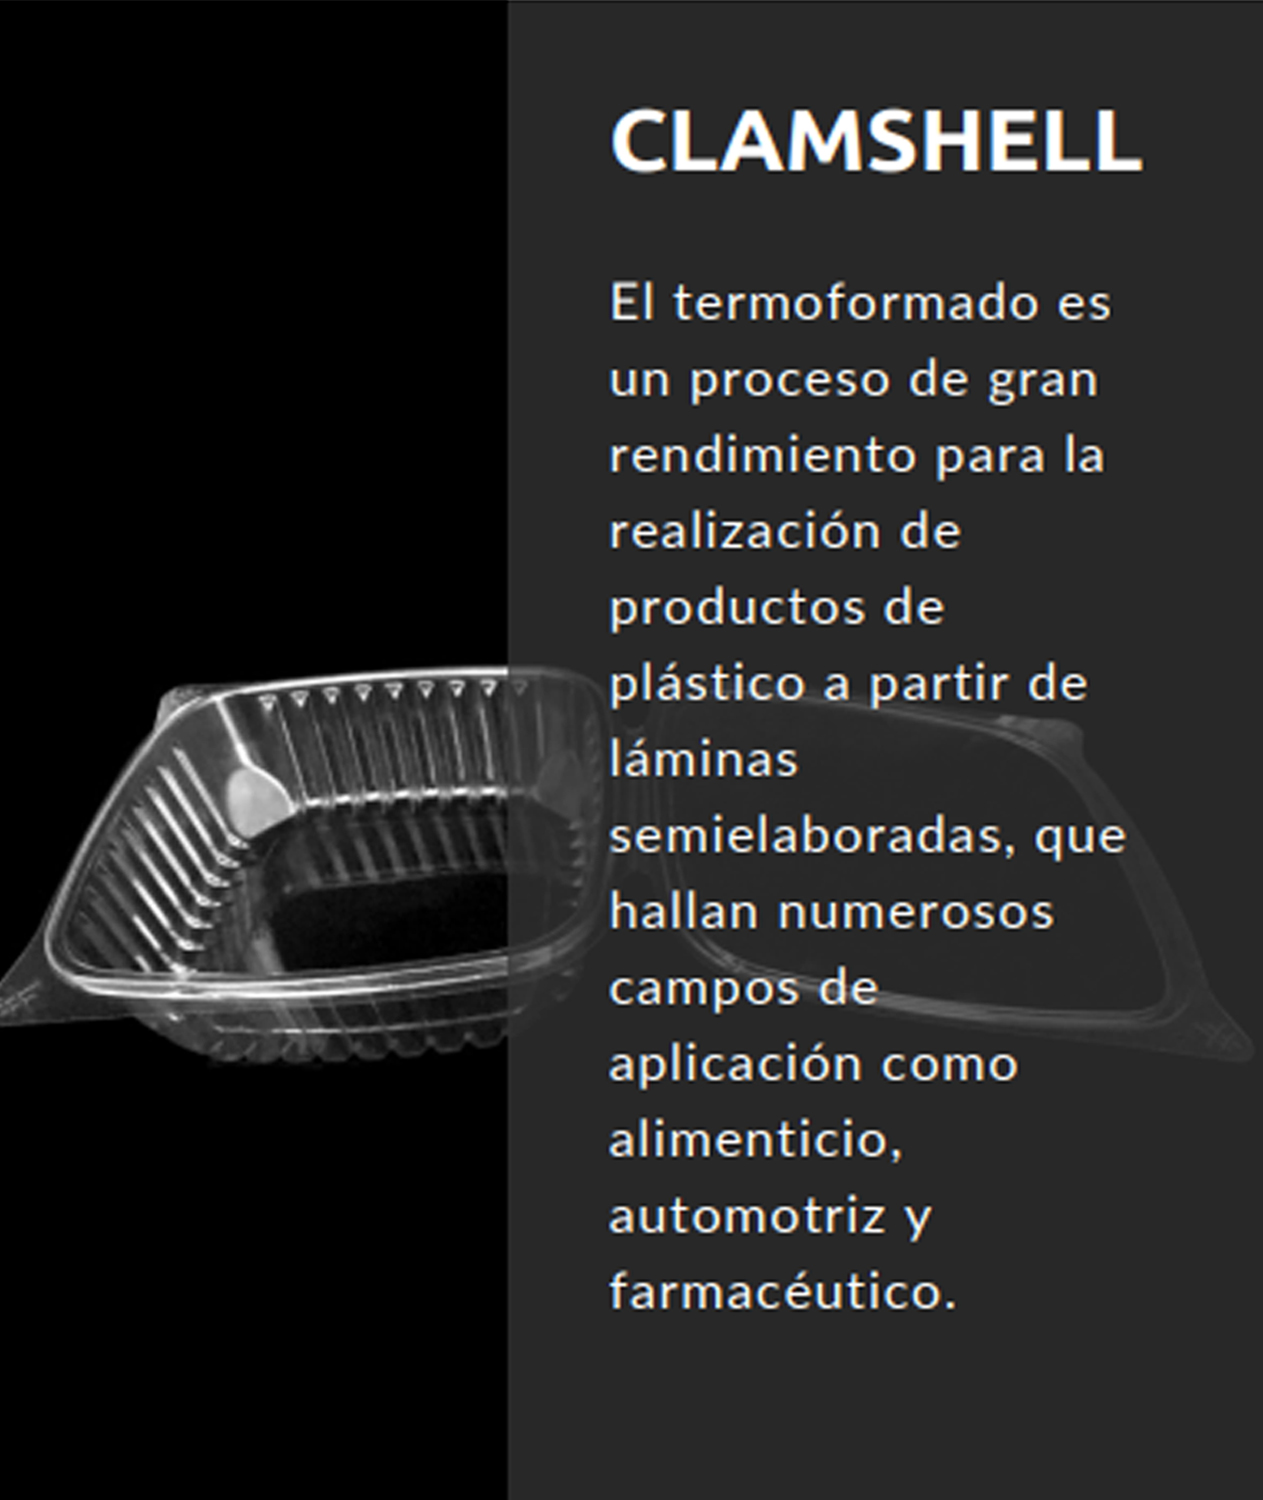 CLAMSHELL
El termoformado es
un proceso de gran
rendimiento para la
realización de
productos de
plástico a partir de
láminas
semielaboradas, que
hallan numerosos
campos de
aplicación como
alimenticio,
automotriz y
farmacéutico.